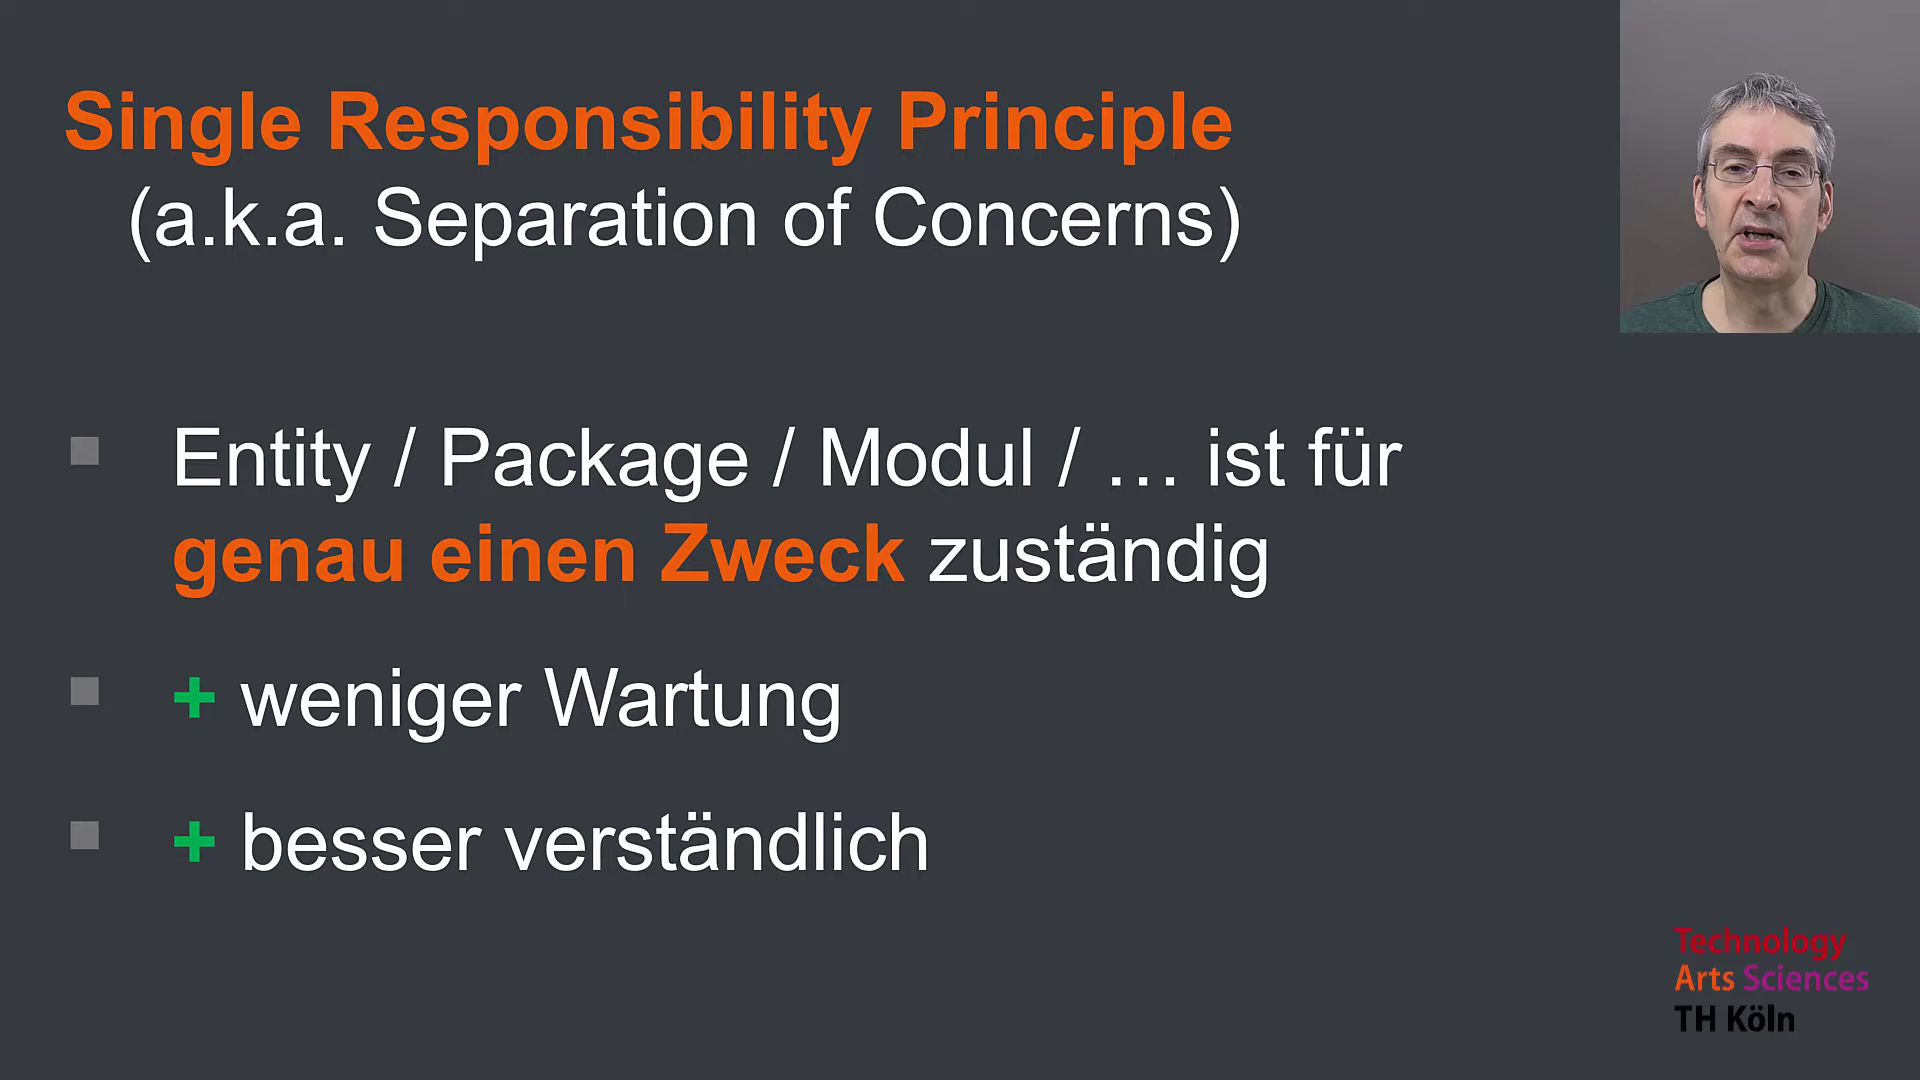 Single Responsibility Principle
(a.k.a. Separation of Concerns)
Entity / Package / Modul / … ist für
genau einen Zweck zuständig
+ weniger Wartung
+ besser verständlich
Technology
Arts Sciences
TH Köln